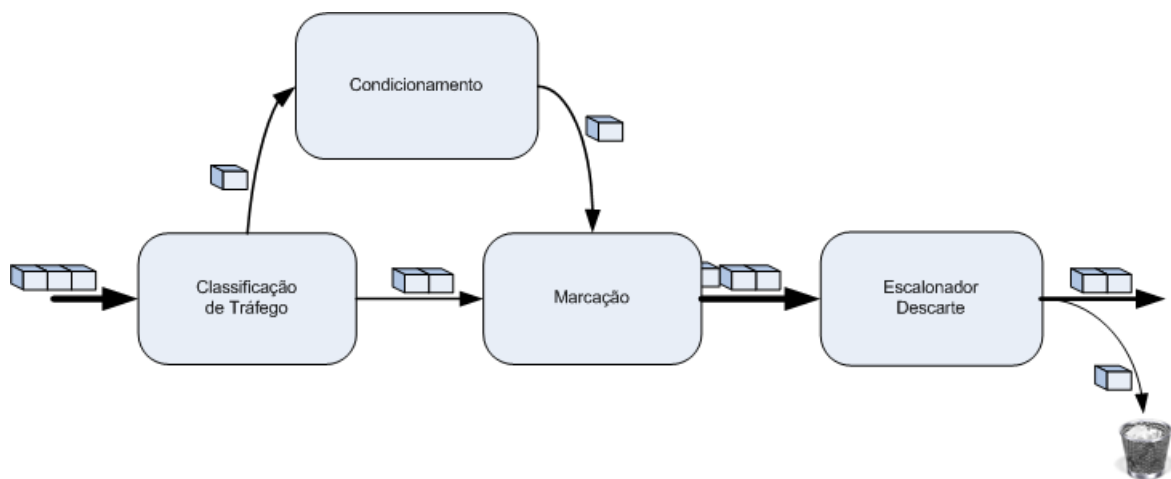 Condicionamento
Classificação
de Tráfego
Marcação
Escalonador
Descarte